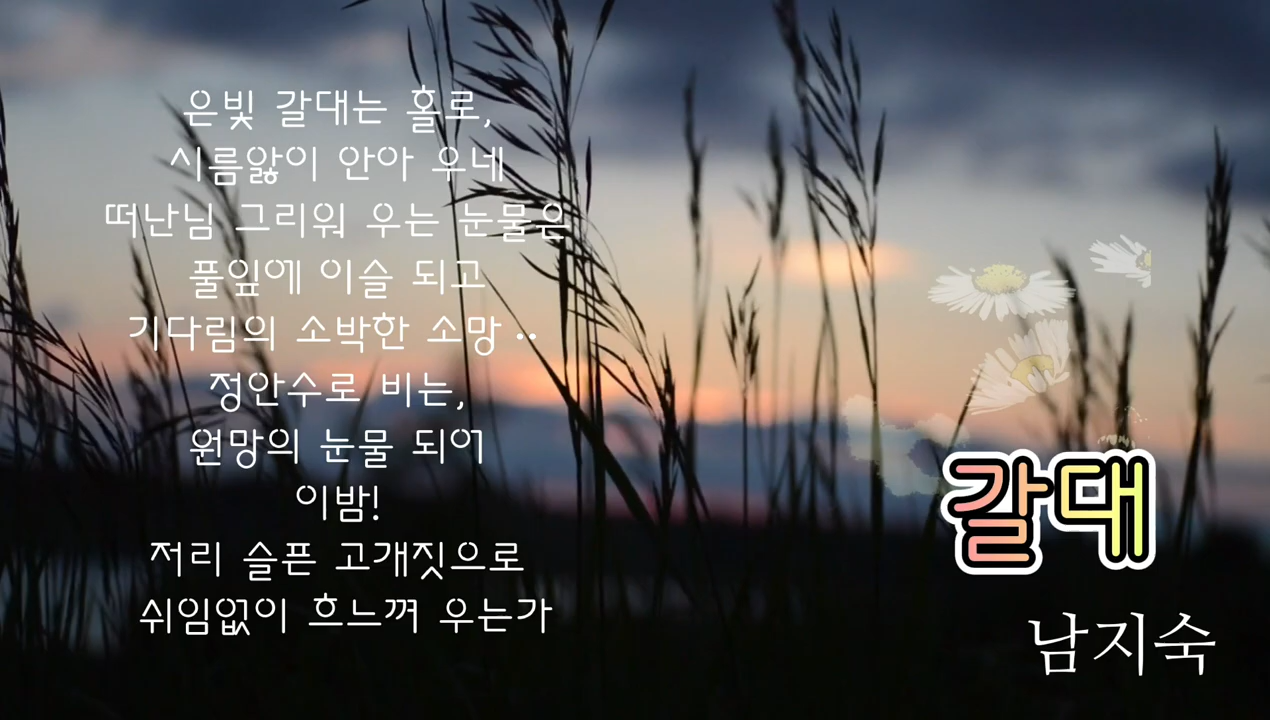 은빛 갈대는 홀로,
시름앓이 안아 우네
떠난님 그리워 우는 눈물은
풀잎에 이슬 되고
기다림의 소박한 소망 ··
정안수로 비는,
원망의 눈물 되어
이밤!
저리 슬픈 고개짓으로
쉬임없이 흐느껴 우는가
갈대
남지숙